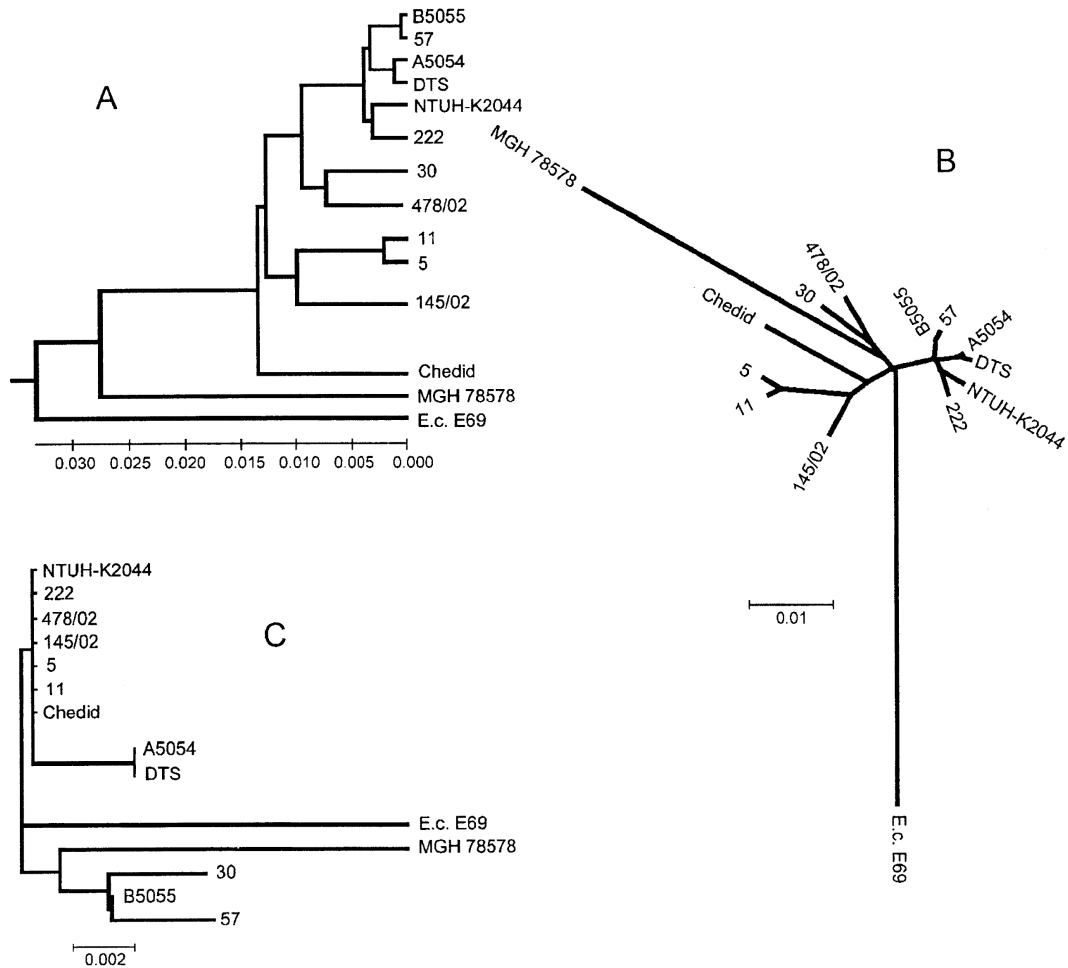 A
B5055
57
A5054
DTS
NTUH-K2044
222
30
478/02
11
5
145/02
Chedid
MGH 78578
E.c. E69
0.030 0.025 0.020 0.015 0.010 0.005 0.000
B
MGH 78578
478/02
30
Chedid
5
11
145/02
B5055
57
A5054
DTS
NTUH-K2044
222
0.01
E.c. E69
C
NTUH-K2044
222
478/02
145/02
5
11
Chedid
A5054
DTS
E.c. E69
MGH 78578
30
B5055
57
0.002